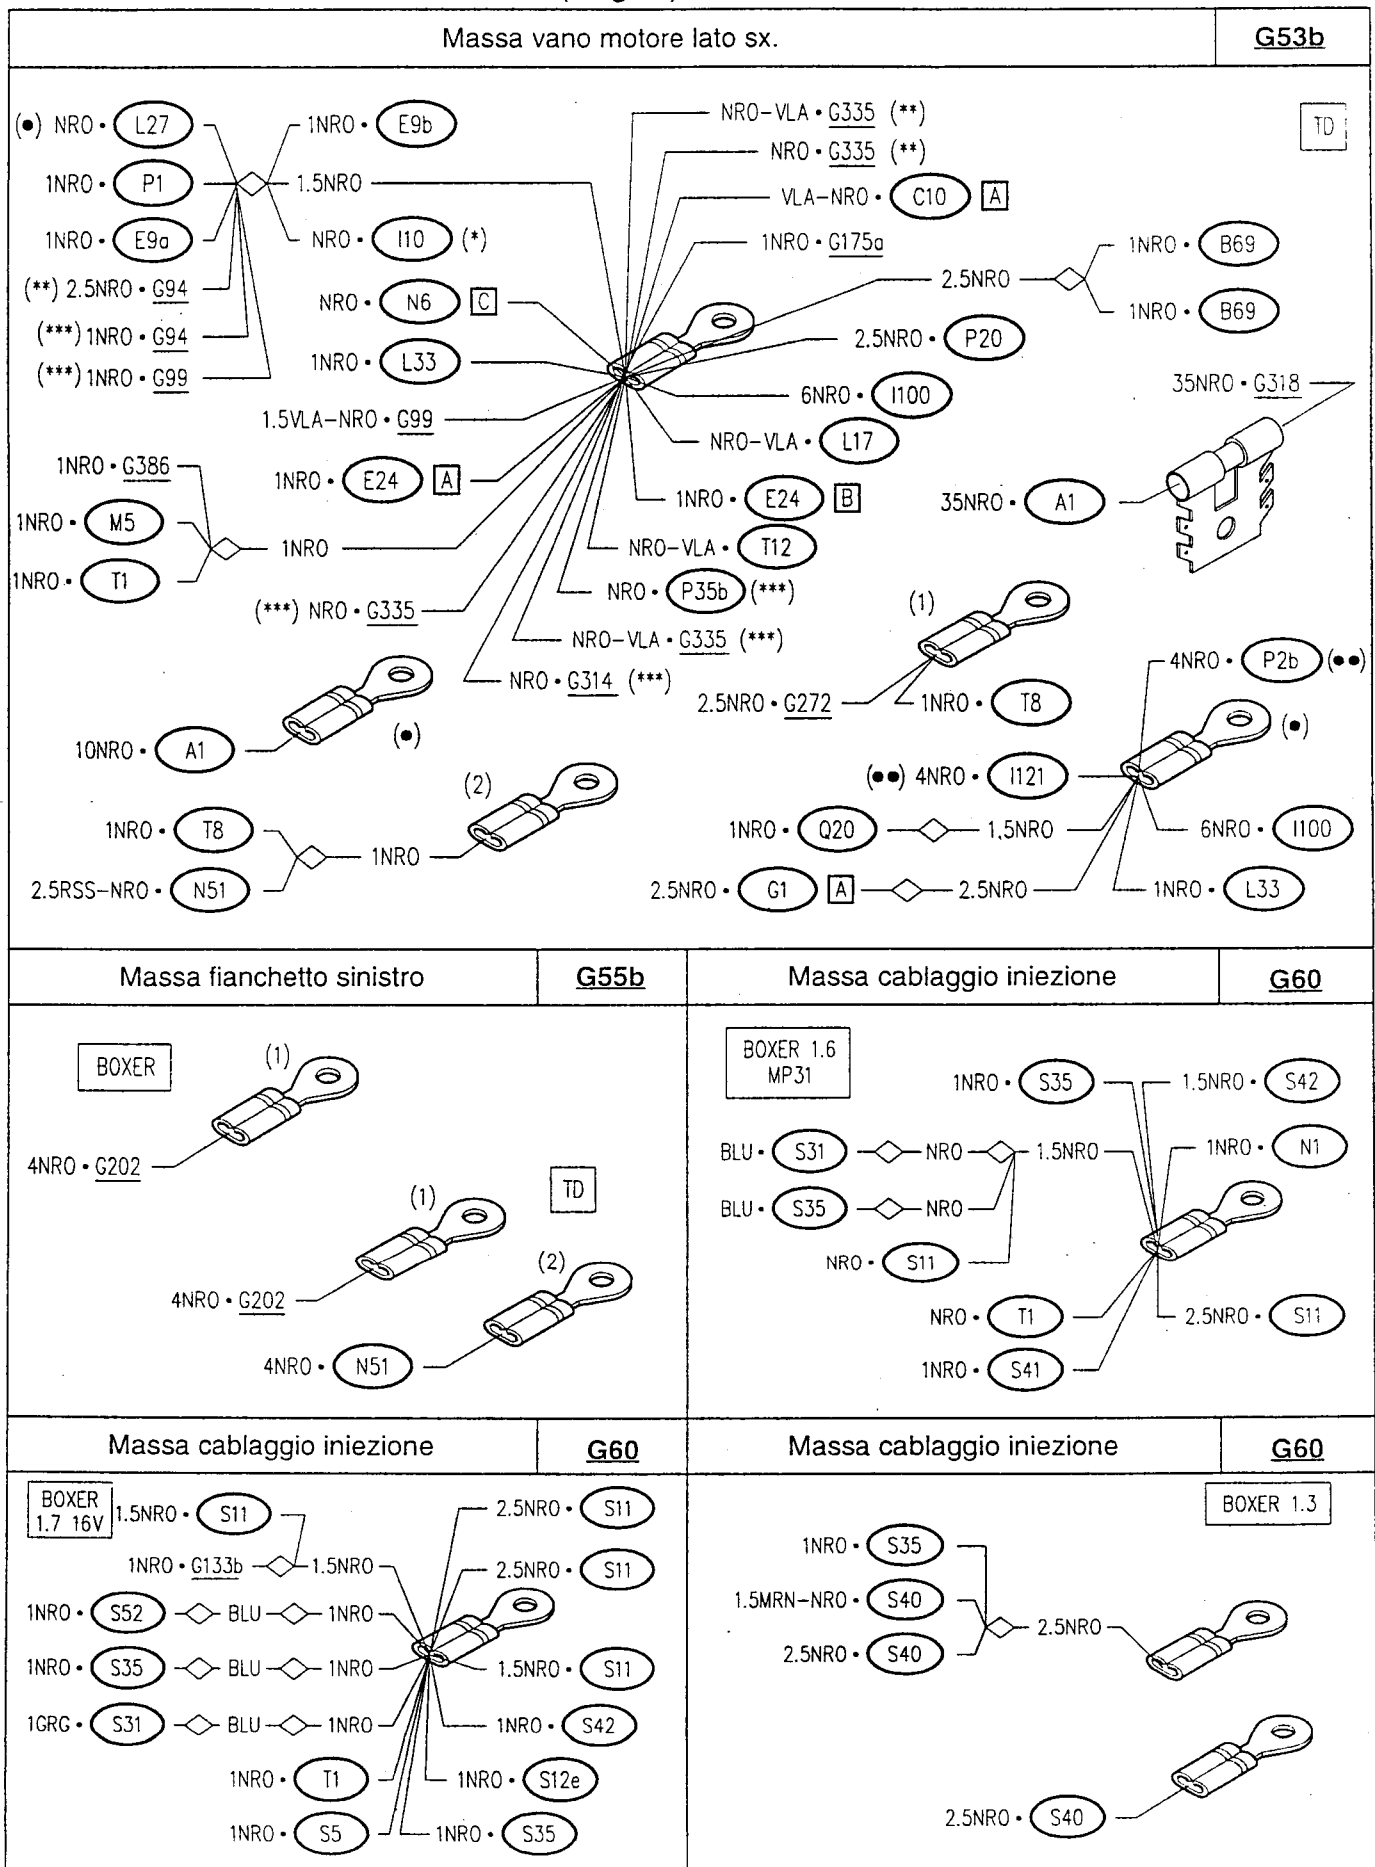 Massa vano motore lato sx.
G53b
TD
(●) NRO • L27
1NRO • P1
1NRO • E9a
(**) 2.5NRO • G94
(***) 1NRO • G94
(***) 1NRO • G99
1NRO • E9b
1.5NRO
NRO • I10 (*)
NRO • N6 C
1NRO • L33
1.5VLA-NRO • G99
1NRO • E24 A
1NRO • G386
1NRO • M5
1NRO • T1
1NRO
(***) NRO • G335
NRO-VLA • G335 (**)
NRO • G335 (**)
VLA-NRO • C10 A
1NRO • G175a
2.5NRO
1NRO • B69
1NRO • B69
2.5NRO • P20
6NRO • I100
NRO-VLA • L17
1NRO • E24 B
NRO-VLA • T12
NRO • P35b (***)
NRO-VLA • G335 (***)
NRO • G314 (***)
35NRO • G318
35NRO • A1
(1)
2.5NRO • G272
1NRO • T8
10NRO • A1
(●)
(2)
1NRO • T8
2.5RSS-NRO • N51
1NRO
4NRO • P2b (●●)
(●)
(●●) 4NRO • I121
1NRO • Q20
1.5NRO
2.5NRO • G1 A
2.5NRO
6NRO • I100
1NRO • L33
Massa fianchetto sinistro
G55b
BOXER
(1)
4NRO • G202
TD
(1)
4NRO • G202
(2)
4NRO • N51
Massa cablaggio iniezione
G60
BOXER 1.6
MP31
1NRO • S35
1.5NRO • S42
BLU • S31
NRO
1.5NRO
1NRO • N1
BLU • S35
NRO
NRO • S11
NRO • T1
2.5NRO • S11
1NRO • S41
Massa cablaggio iniezione
G60
BOXER
1.7 16V
1.5NRO • S11
1NRO • G133b
1.5NRO
1NRO • S52
BLU
1NRO
1NRO • S35
BLU
1NRO
1GRG • S31
BLU
1NRO
1NRO • T1
1NRO • S5
2.5NRO • S11
2.5NRO • S11
1.5NRO • S11
1NRO • S42
1NRO • S12e
1NRO • S35
Massa cablaggio iniezione
G60
BOXER 1.3
1NRO • S35
1.5MRN-NRO • S40
2.5NRO • S40
2.5NRO
2.5NRO • S40